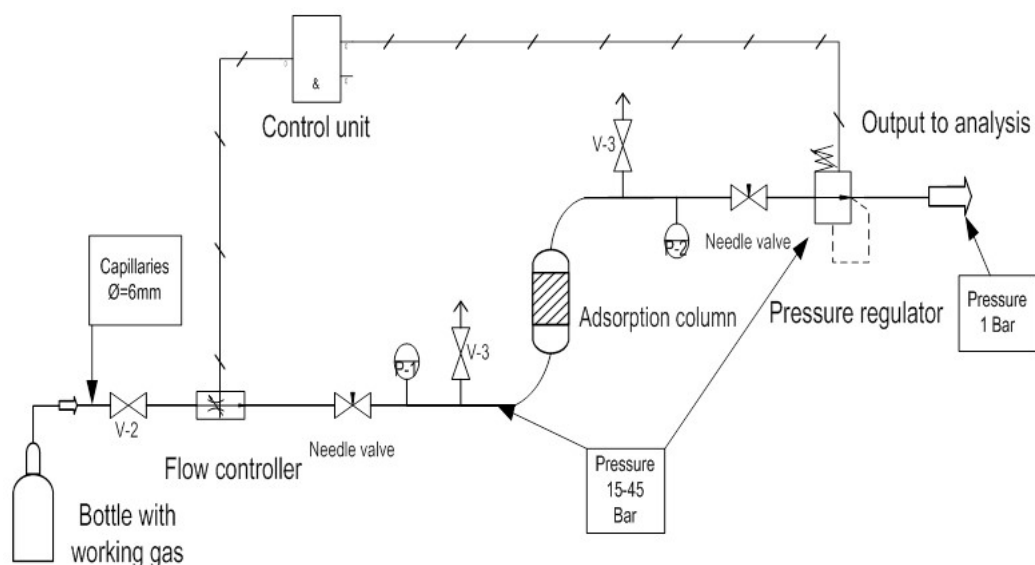 &
Control unit
V-3
Output to analysis
Capillaries
Ø=6mm
P-2
Needle valve
Pressure
1 Bar
Adsorption column
Pressure regulator
P-1
V-3
V-2
Needle valve
Flow controller
Pressure
15-45
Bar
Bottle with
working gas